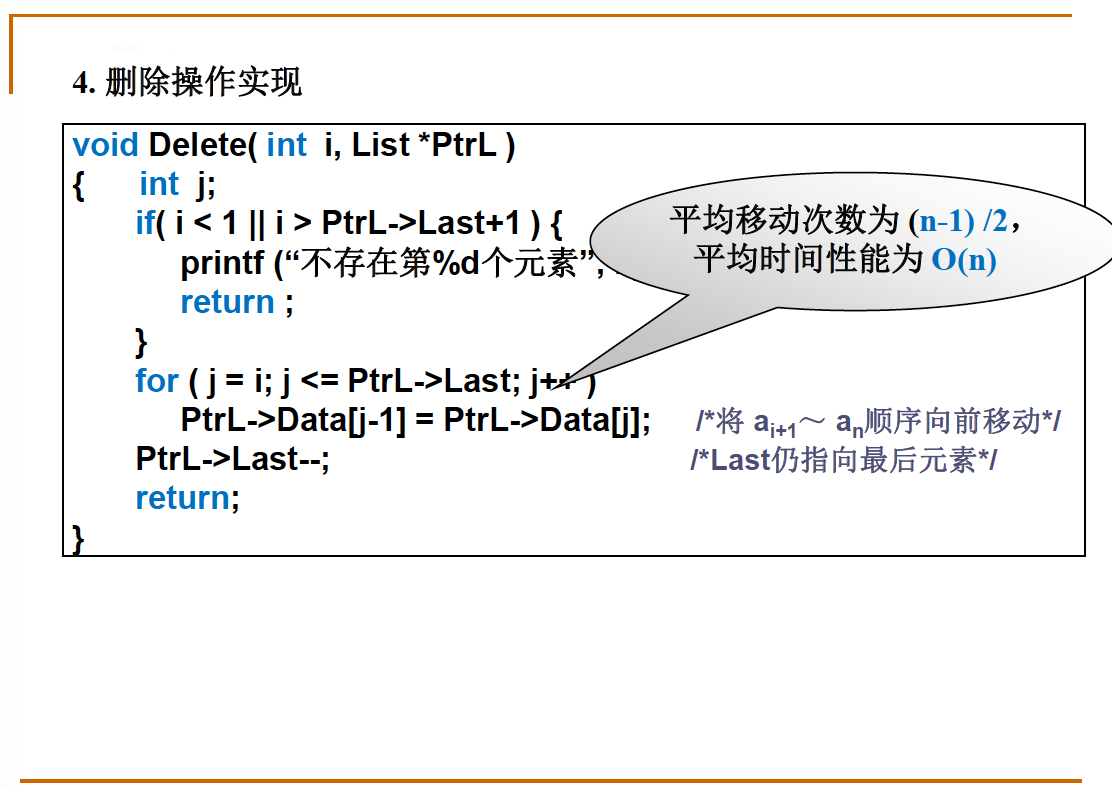 4. 删除操作实现
void Delete( int i, List *PtrL )
{ int j;
if( i < 1 || i > PtrL->Last+1 ) {
平均移动次数为 (n-1) /2，
平均时间性能为 O(n)
printf (“不存在第%d个元素”,
return ;
}
for ( j = i; j <= PtrL->Last; j++ )
PtrL->Data[j-1] = PtrL->Data[j]; /*将 ai+1～ an顺序向前移动*/
PtrL->Last--; /*Last仍指向最后元素*/
return;
}